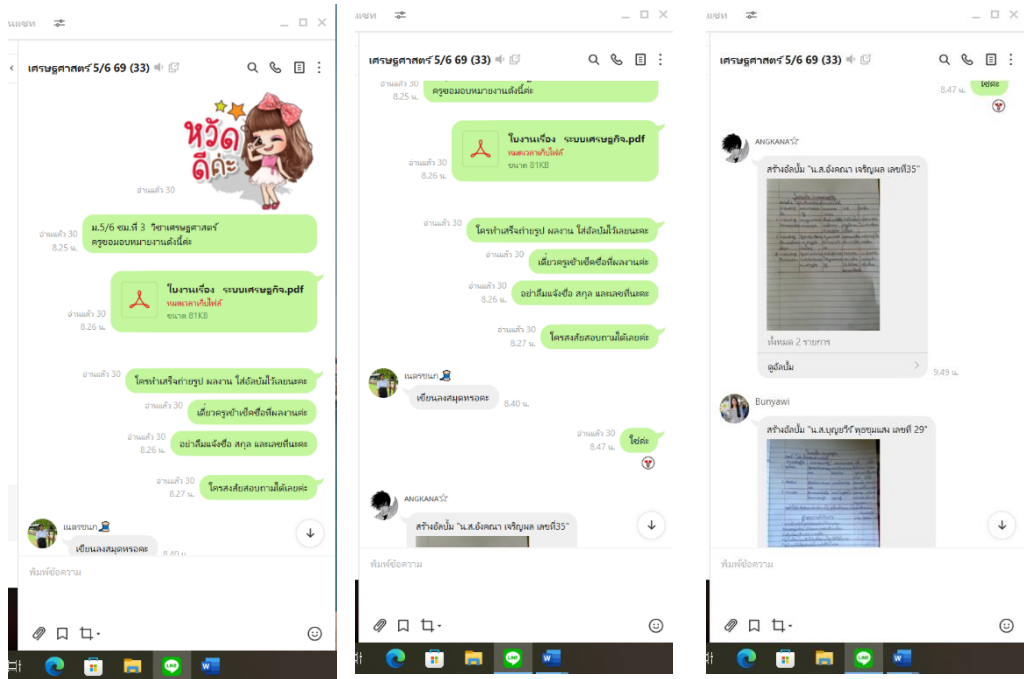 นแชท
เศรษฐศาสตร์ 5/6 69 (33)
หวัด
ดีค่ะ
อ่านแล้ว 30
ม.5/6 ชม.ที่ 3 วิชาเศรษฐศาสตร์
ครูขอมอบหมายงานดังนี้ค่ะ
อ่านแล้ว 30
8.25 น.
ใบงานเรื่อง ระบบเศรษฐกิจ.pdf
หมดเวลาเก็บไฟล์
ขนาด 81KB
อ่านแล้ว 30
8.26 น.
อ่านแล้ว 30
ใครทำเสร็จถ่ายรูป ผลงาน ใส่อัลบัมไว้เลยนะคะ
อ่านแล้ว 30
เดี๋ยวครูเข้าเช็คชื่อที่ผลงานค่ะ
อ่านแล้ว 30
8.26 น.
อย่าลืมแจ้งชื่อ สกุล และเลขที่นะคะ
อ่านแล้ว 30
8.27 น.
ใครสงสัยสอบถามได้เลยค่ะ
เนตรชนก
เขียนลงสมุดหรอคะ
8.40 น.
พิมพ์ข้อความ
นแชท
เศรษฐศาสตร์ 5/6 69 (33)
อ่านแล้ว 30
8.25 น.
ครูขอมอบหมายงานดังนี้ค่ะ
ใบงานเรื่อง ระบบเศรษฐกิจ.pdf
หมดเวลาเก็บไฟล์
ขนาด 81KB
อ่านแล้ว 30
8.26 น.
อ่านแล้ว 30
ใครทำเสร็จถ่ายรูป ผลงาน ใส่อัลบัมไว้เลยนะคะ
อ่านแล้ว 30
เดี๋ยวครูเข้าเช็คชื่อที่ผลงานค่ะ
อ่านแล้ว 30
8.26 น.
อย่าลืมแจ้งชื่อ สกุล และเลขที่นะคะ
อ่านแล้ว 30
8.27 น.
ใครสงสัยสอบถามได้เลยค่ะ
เนตรชนก
เขียนลงสมุดหรอคะ
8.40 น.
อ่านแล้ว 30
8.47 น.
ใช่ค่ะ
ANGKANA☆
สร้างอัลบั้ม "น.ส.อังคณา เจริญผล เลขที่35"
พิมพ์ข้อความ
แชท
เศรษฐศาสตร์ 5/6 69 (33)
8.47 น.
ใช่ค่ะ
ANGKANA☆
สร้างอัลบั้ม "น.ส.อังคณา เจริญผล เลขที่35"
ทั้งหมด 2 รายการ
ดูอัลบั้ม
9.49 น.
Bunyawi
สร้างอัลบั้ม "น.ส.บุญยวีร์ พุธชุมแสง เลขที่ 29"
พิมพ์ข้อความ